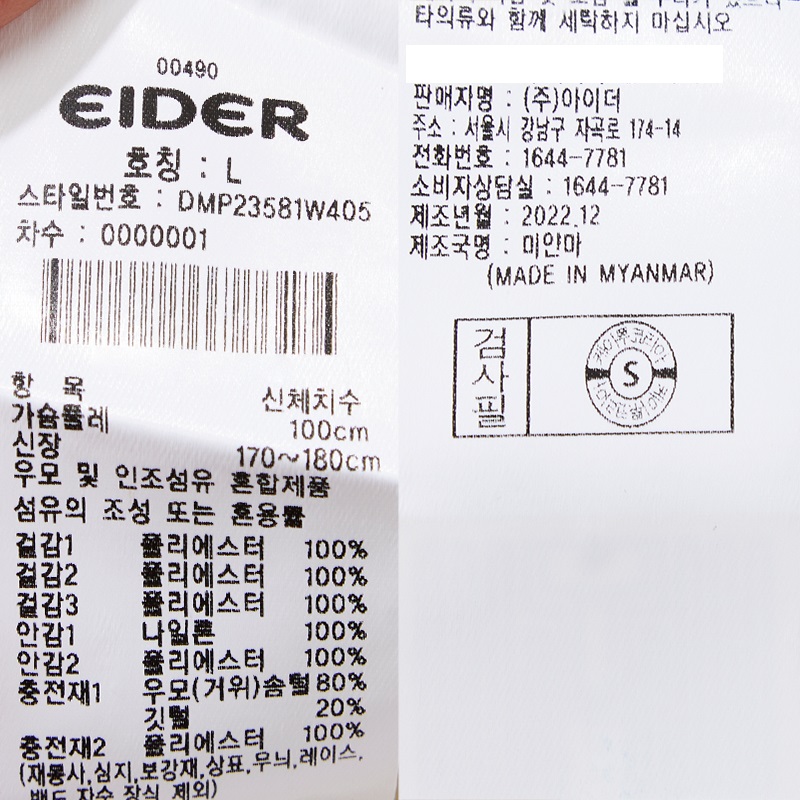 00490
EIDER
호칭 : L
스타일번호 : DMP23581W405
차수 : 0000001
항 목 신체치수
가슴둘레 100cm
신장 170~180cm
우모 및 인조섬유 혼합제품
섬유의 조성 또는 혼용률
겉감1 폴리에스터 100%
겉감2 폴리에스터 100%
겉감3 폴리에스터 100%
안감1 나일론 100%
안감2 폴리에스터 100%
충전재1 우모(거위)솜털 80%
깃털 20%
충전재2 폴리에스터 100%
(재봉사,심지,보강재,상표,무늬,레이스,
밴드,자수,장식 제외)
타의류와 함께 세탁하지 마십시오
판매자명 : (주)아이더
주소 : 서울시 강남구 자곡로 174-14
전화번호 : 1644-7781
소비자상담실 : 1644-7781
제조년월 : 2022.12
제조국명 : 미얀마
(MADE IN MYANMAR)
검사필
S